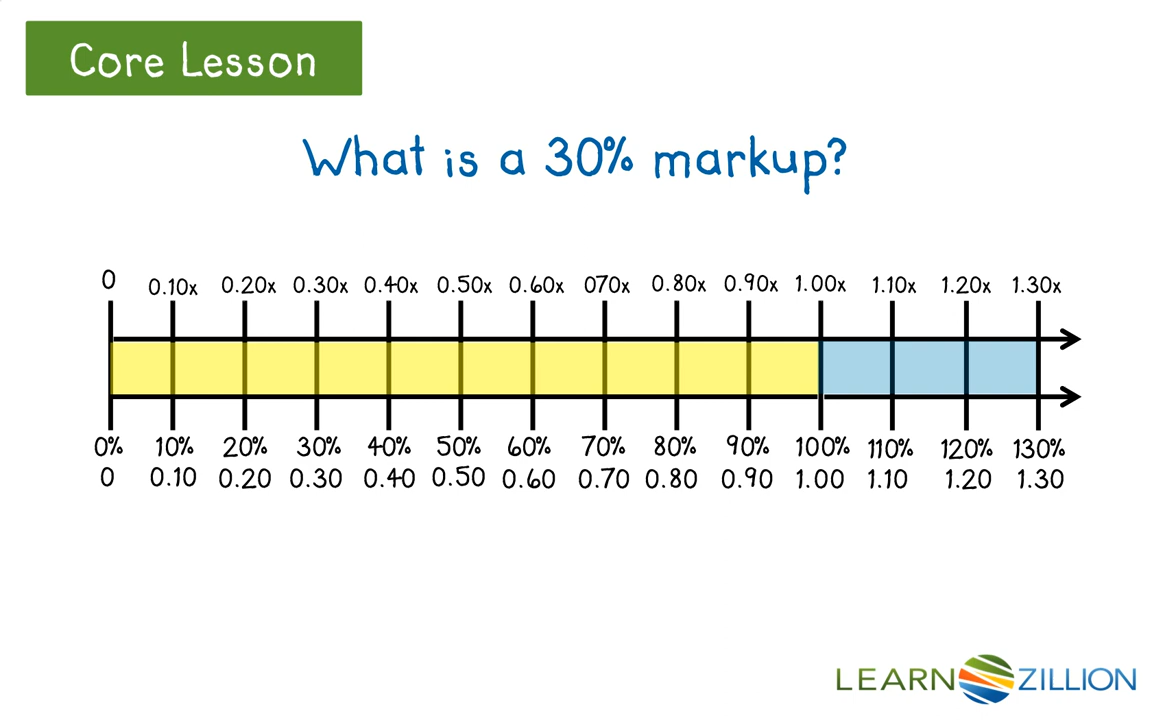 Core Lesson
What is a 30% markup?
0 0.10x 0.20x 0.30x 0.40x 0.50x 0.60x 070x 0.80x 0.90x 1.00x 1.10x 1.20x 1.30x
0% 10% 20% 30% 40% 50% 60% 70% 80% 90% 100% 110% 120% 130%
0 0.10 0.20 0.30 0.40 0.50 0.60 0.70 0.80 0.90 1.00 1.10 1.20 1.30
LEARN ZILLION